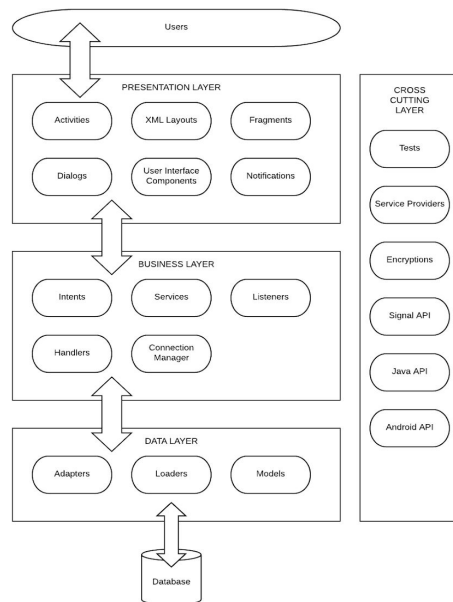 Users
PRESENTATION LAYER
Activities
XML Layouts
Fragments
Dialogs
User Interface
Components
Notifications
BUSINESS LAYER
Intents
Services
Listeners
Handlers
Connection
Manager
DATA LAYER
Adapters
Loaders
Models
Database
CROSS
CUTTING
LAYER
Tests
Service Providers
Encryptions
Signal API
Java API
Android API